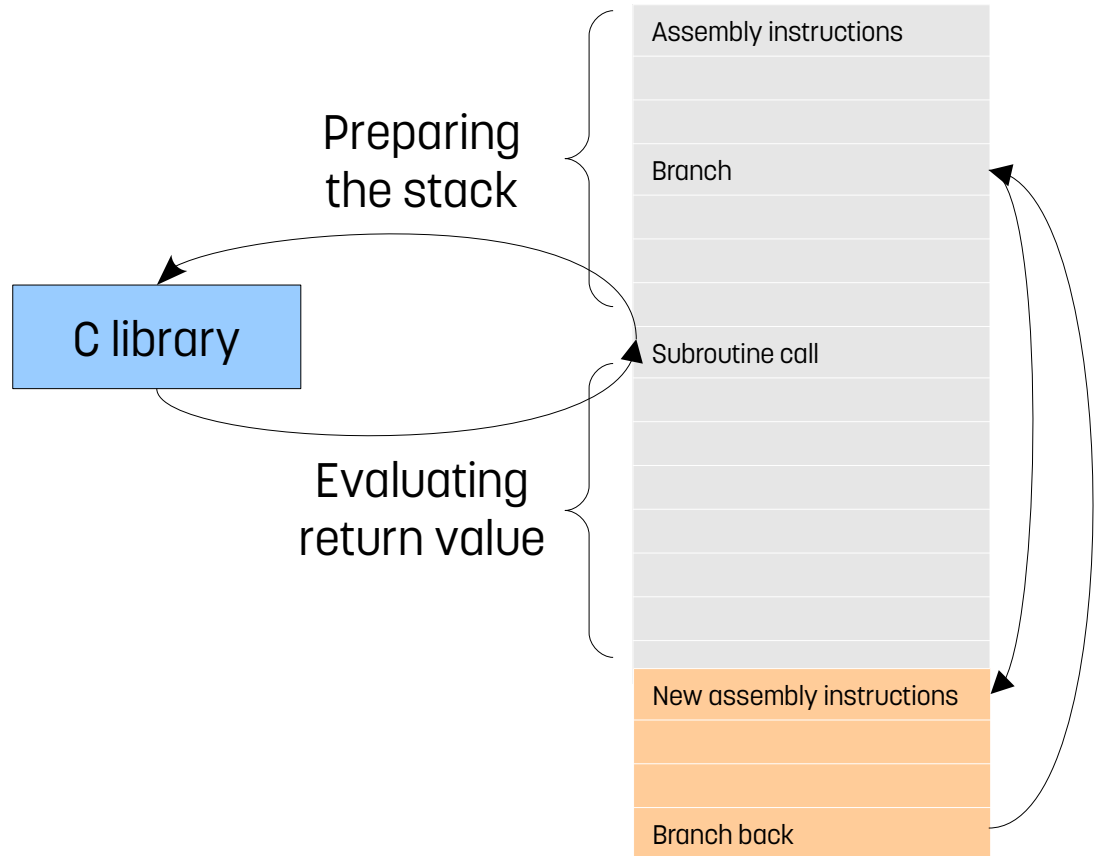 Assembly instructions
Preparing
the stack
Branch
C library
Subroutine call
Evaluating
return value
New assembly instructions
Branch back